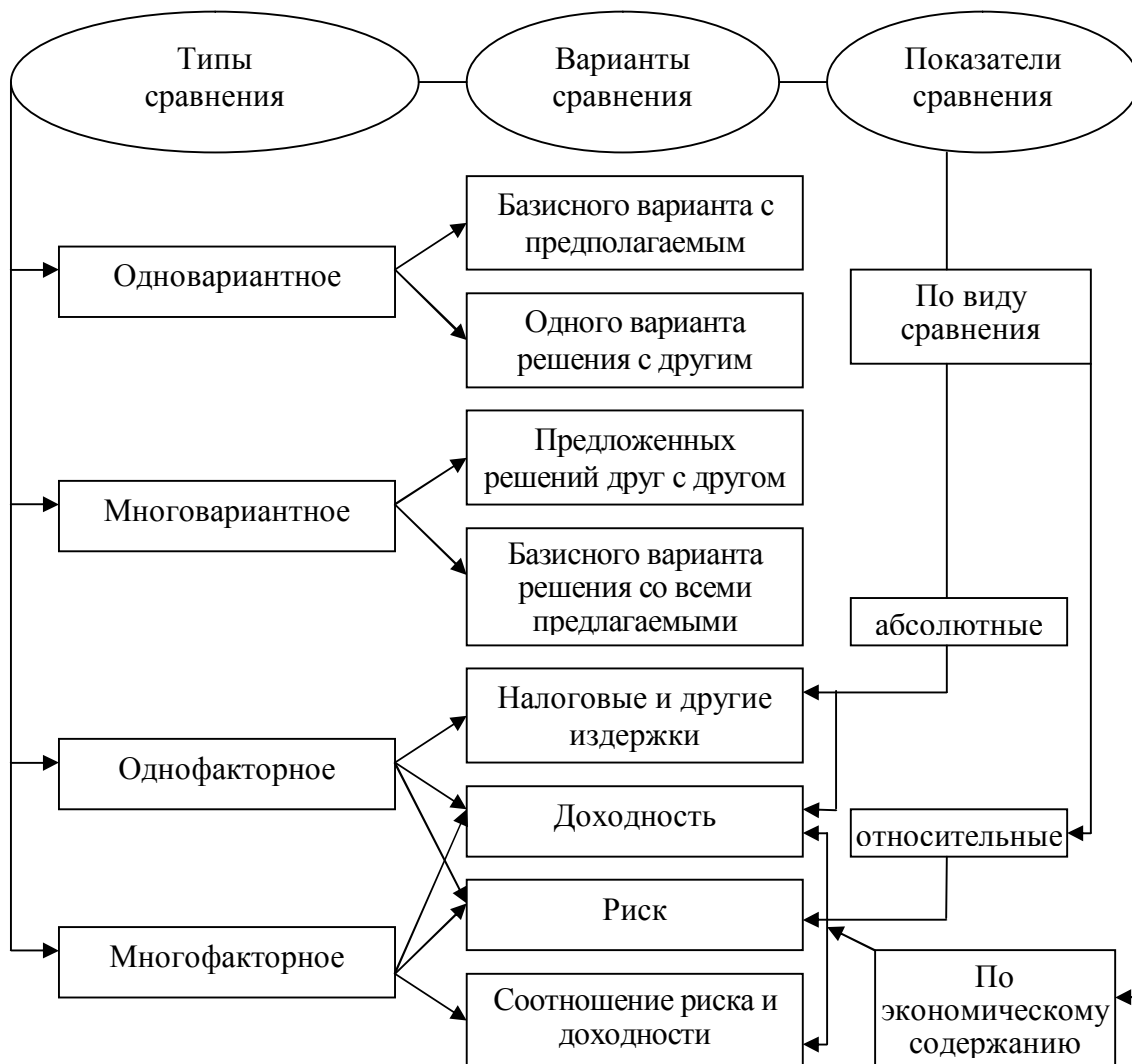 Типы
сравнения
Варианты
сравнения
Показатели
сравнения
Одновариантное
Базисного варианта с
предполагаемым
Одного варианта
решения с другим
По виду
сравнения
Многовариантное
Предложенных
решений друг с другом
Базисного варианта
решения со всеми
предлагаемыми
абсолютные
Однофакторное
Налоговые и другие
издержки
Доходность
относительные
Многофакторное
Риск
Соотношение риска и
доходности
По
экономическому
содержанию